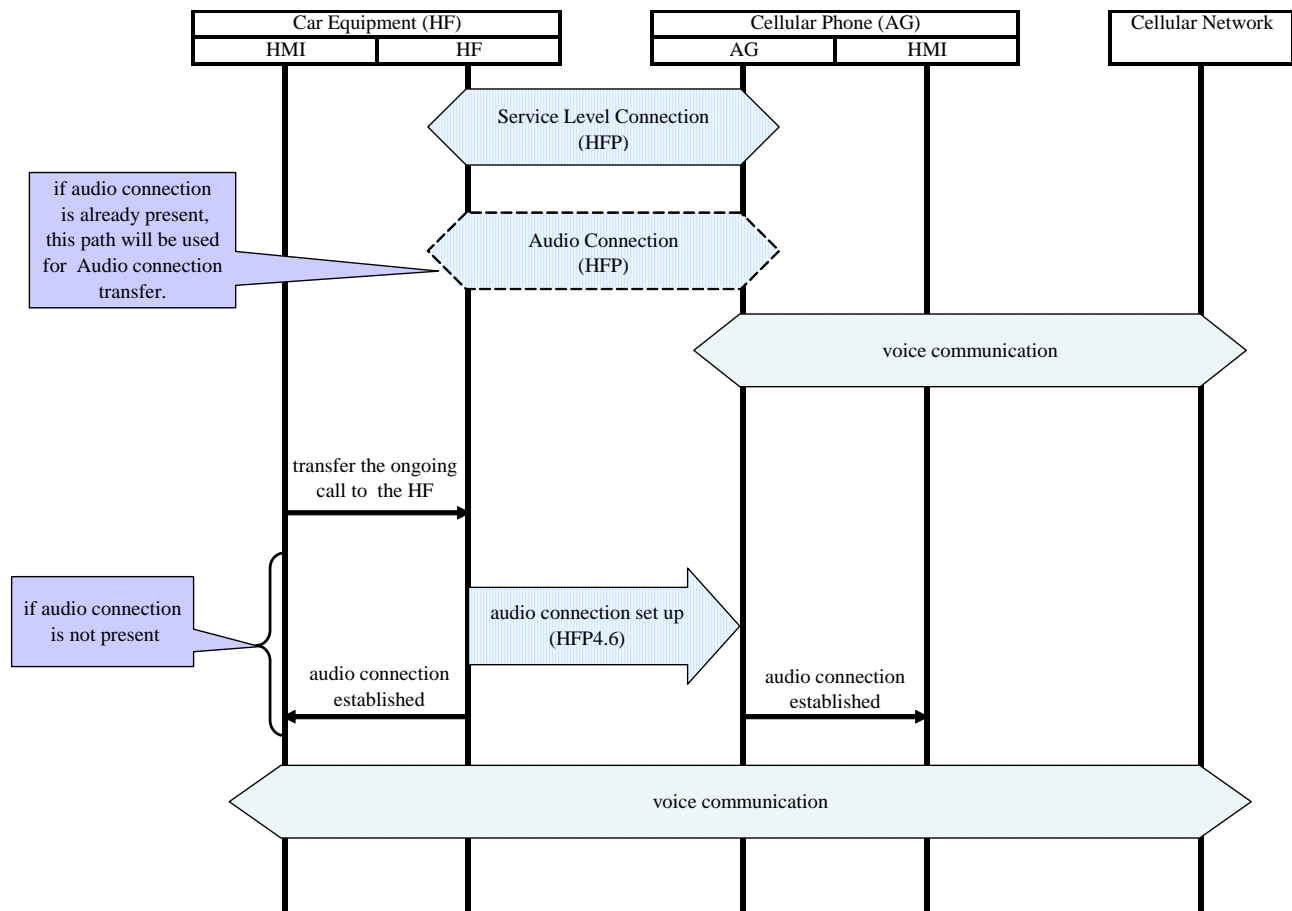 Car Equipment (HF)
Cellular Phone (AG)
Cellular Network
HMI
HF
AG
HMI
Service Level Connection
(HFP)
if audio connection
is already present,
this path will be used
for Audio connection
transfer.
Audio Connection
(HFP)
voice communication
transfer the ongoing
call to the HF
if audio connection
is not present
audio connection set up
(HFP4.6)
audio connection
established
audio connection
established
voice communication